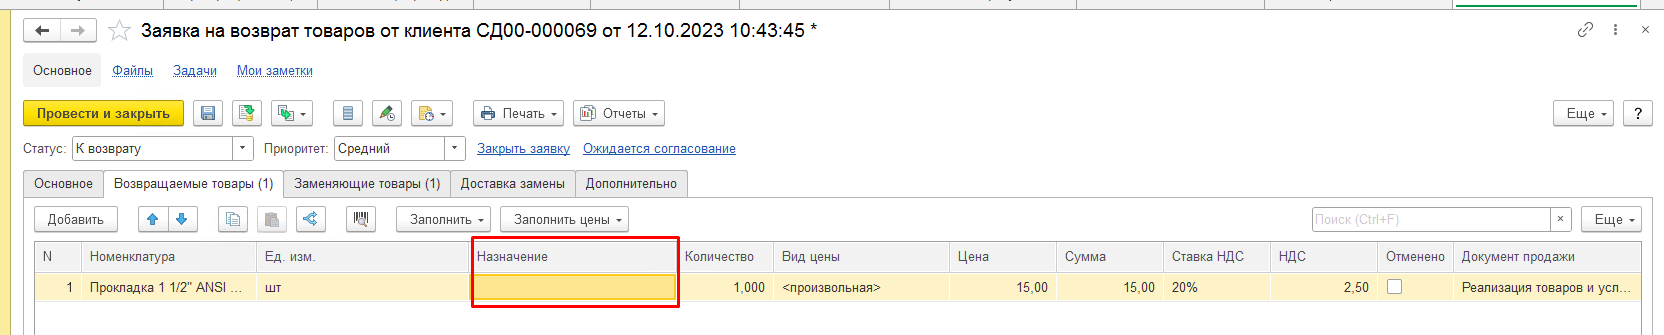 Заявка на возврат товаров от клиента СД00-000069 от 12.10.2023 10:43:45 *
Основное Файлы Задачи Мои заметки
Провести и закрыть Печать Отчеты Еще ?
Статус: К возврату Приоритет: Средний Закрыть заявку Ожидается согласование
Основное Возвращаемые товары (1) Заменяющие товары (1) Доставка замены Дополнительно
Добавить Заполнить Заполнить цены Поиск (Ctrl+F) × Еще
N Номенклатура Ед. изм. Назначение Количество Вид цены Цена Сумма Ставка НДС НДС Отменено Документ продажи
1 Прокладка 1 1/2" ANSI ... шт 1,000 <произвольная> 15,00 15,00 20% 2,50 Реализация товаров и усл...